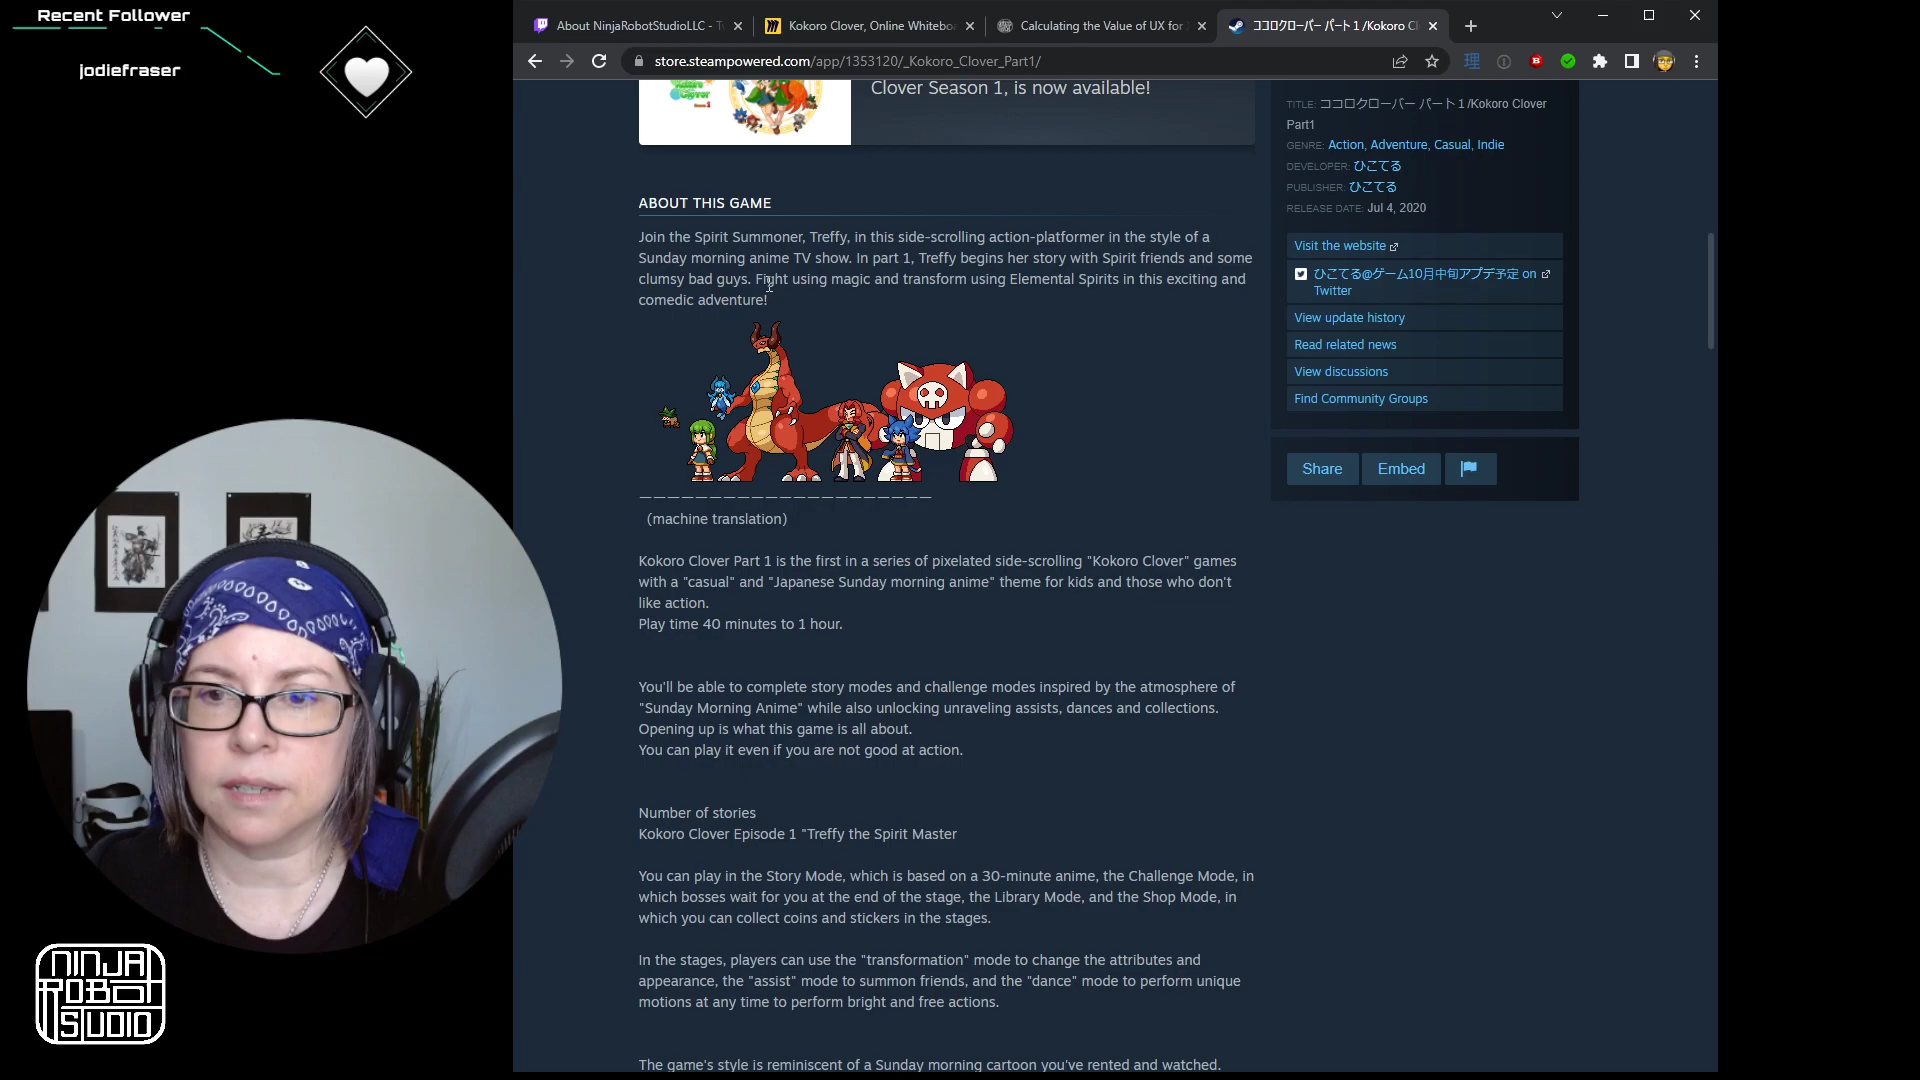 Recent Follower
jodiefraser
About NinjaRobotStudioLLC - Tw
Kokoro Clover, Online Whiteboa
Calculating the Value of UX for
ココロクローバー パート１/Kokoro Cl
store.steampowered.com/app/1353120/_Kokoro_Clover_Part1/
Clover Season 1, is now available!
ABOUT THIS GAME
Join the Spirit Summoner, Treffy, in this side-scrolling action-platformer in the style of a
Sunday morning anime TV show. In part 1, Treffy begins her story with Spirit friends and some
clumsy bad guys. Fight using magic and transform using Elemental Spirits in this exciting and
comedic adventure!
(machine translation)
Kokoro Clover Part 1 is the first in a series of pixelated side-scrolling "Kokoro Clover" games
with a "casual" and "Japanese Sunday morning anime" theme for kids and those who don't
like action.
Play time 40 minutes to 1 hour.
You'll be able to complete story modes and challenge modes inspired by the atmosphere of
"Sunday Morning Anime" while also unlocking unraveling assists, dances and collections.
Opening up is what this game is all about.
You can play it even if you are not good at action.
Number of stories
Kokoro Clover Episode 1 "Treffy the Spirit Master
You can play in the Story Mode, which is based on a 30-minute anime, the Challenge Mode, in
which bosses wait for you at the end of the stage, the Library Mode, and the Shop Mode, in
which you can collect coins and stickers in the stages.
In the stages, players can use the "transformation" mode to change the attributes and
appearance, the "assist" mode to summon friends, and the "dance" mode to perform unique
motions at any time to perform bright and free actions.
The game's style is reminiscent of a Sunday morning cartoon you've rented and watched.
TITLE: ココロクローバー パート１/Kokoro Clover
Part1
GENRE: Action, Adventure, Casual, Indie
DEVELOPER: ひこてる
PUBLISHER: ひこてる
RELEASE DATE: Jul 4, 2020
Visit the website
ひこてる@ゲーム10月中旬アプデ予定 on
Twitter
View update history
Read related news
View discussions
Find Community Groups
Share
Embed
NINJA
ROBOT
STUDIO